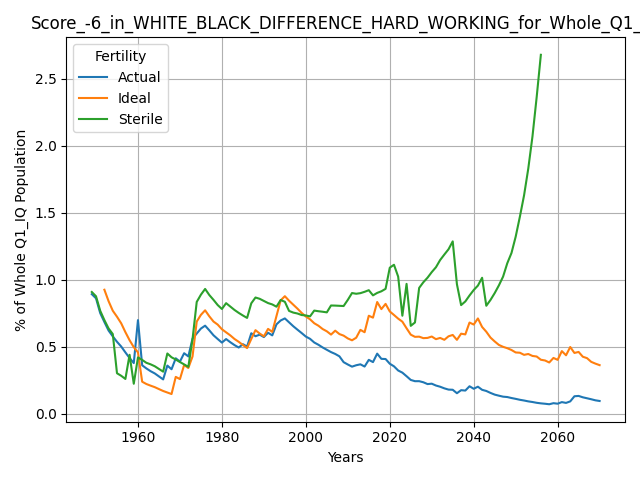 Score_-6_in_WHITE_BLACK_DIFFERENCE_HARD_WORKING_for_Whole_Q1_
Fertility
Actual
Ideal
Sterile
% of Whole Q1_IQ Population
2.5
2.0
1.5
1.0
0.5
0.0
1960 1980 2000 2020 2040 2060
Years